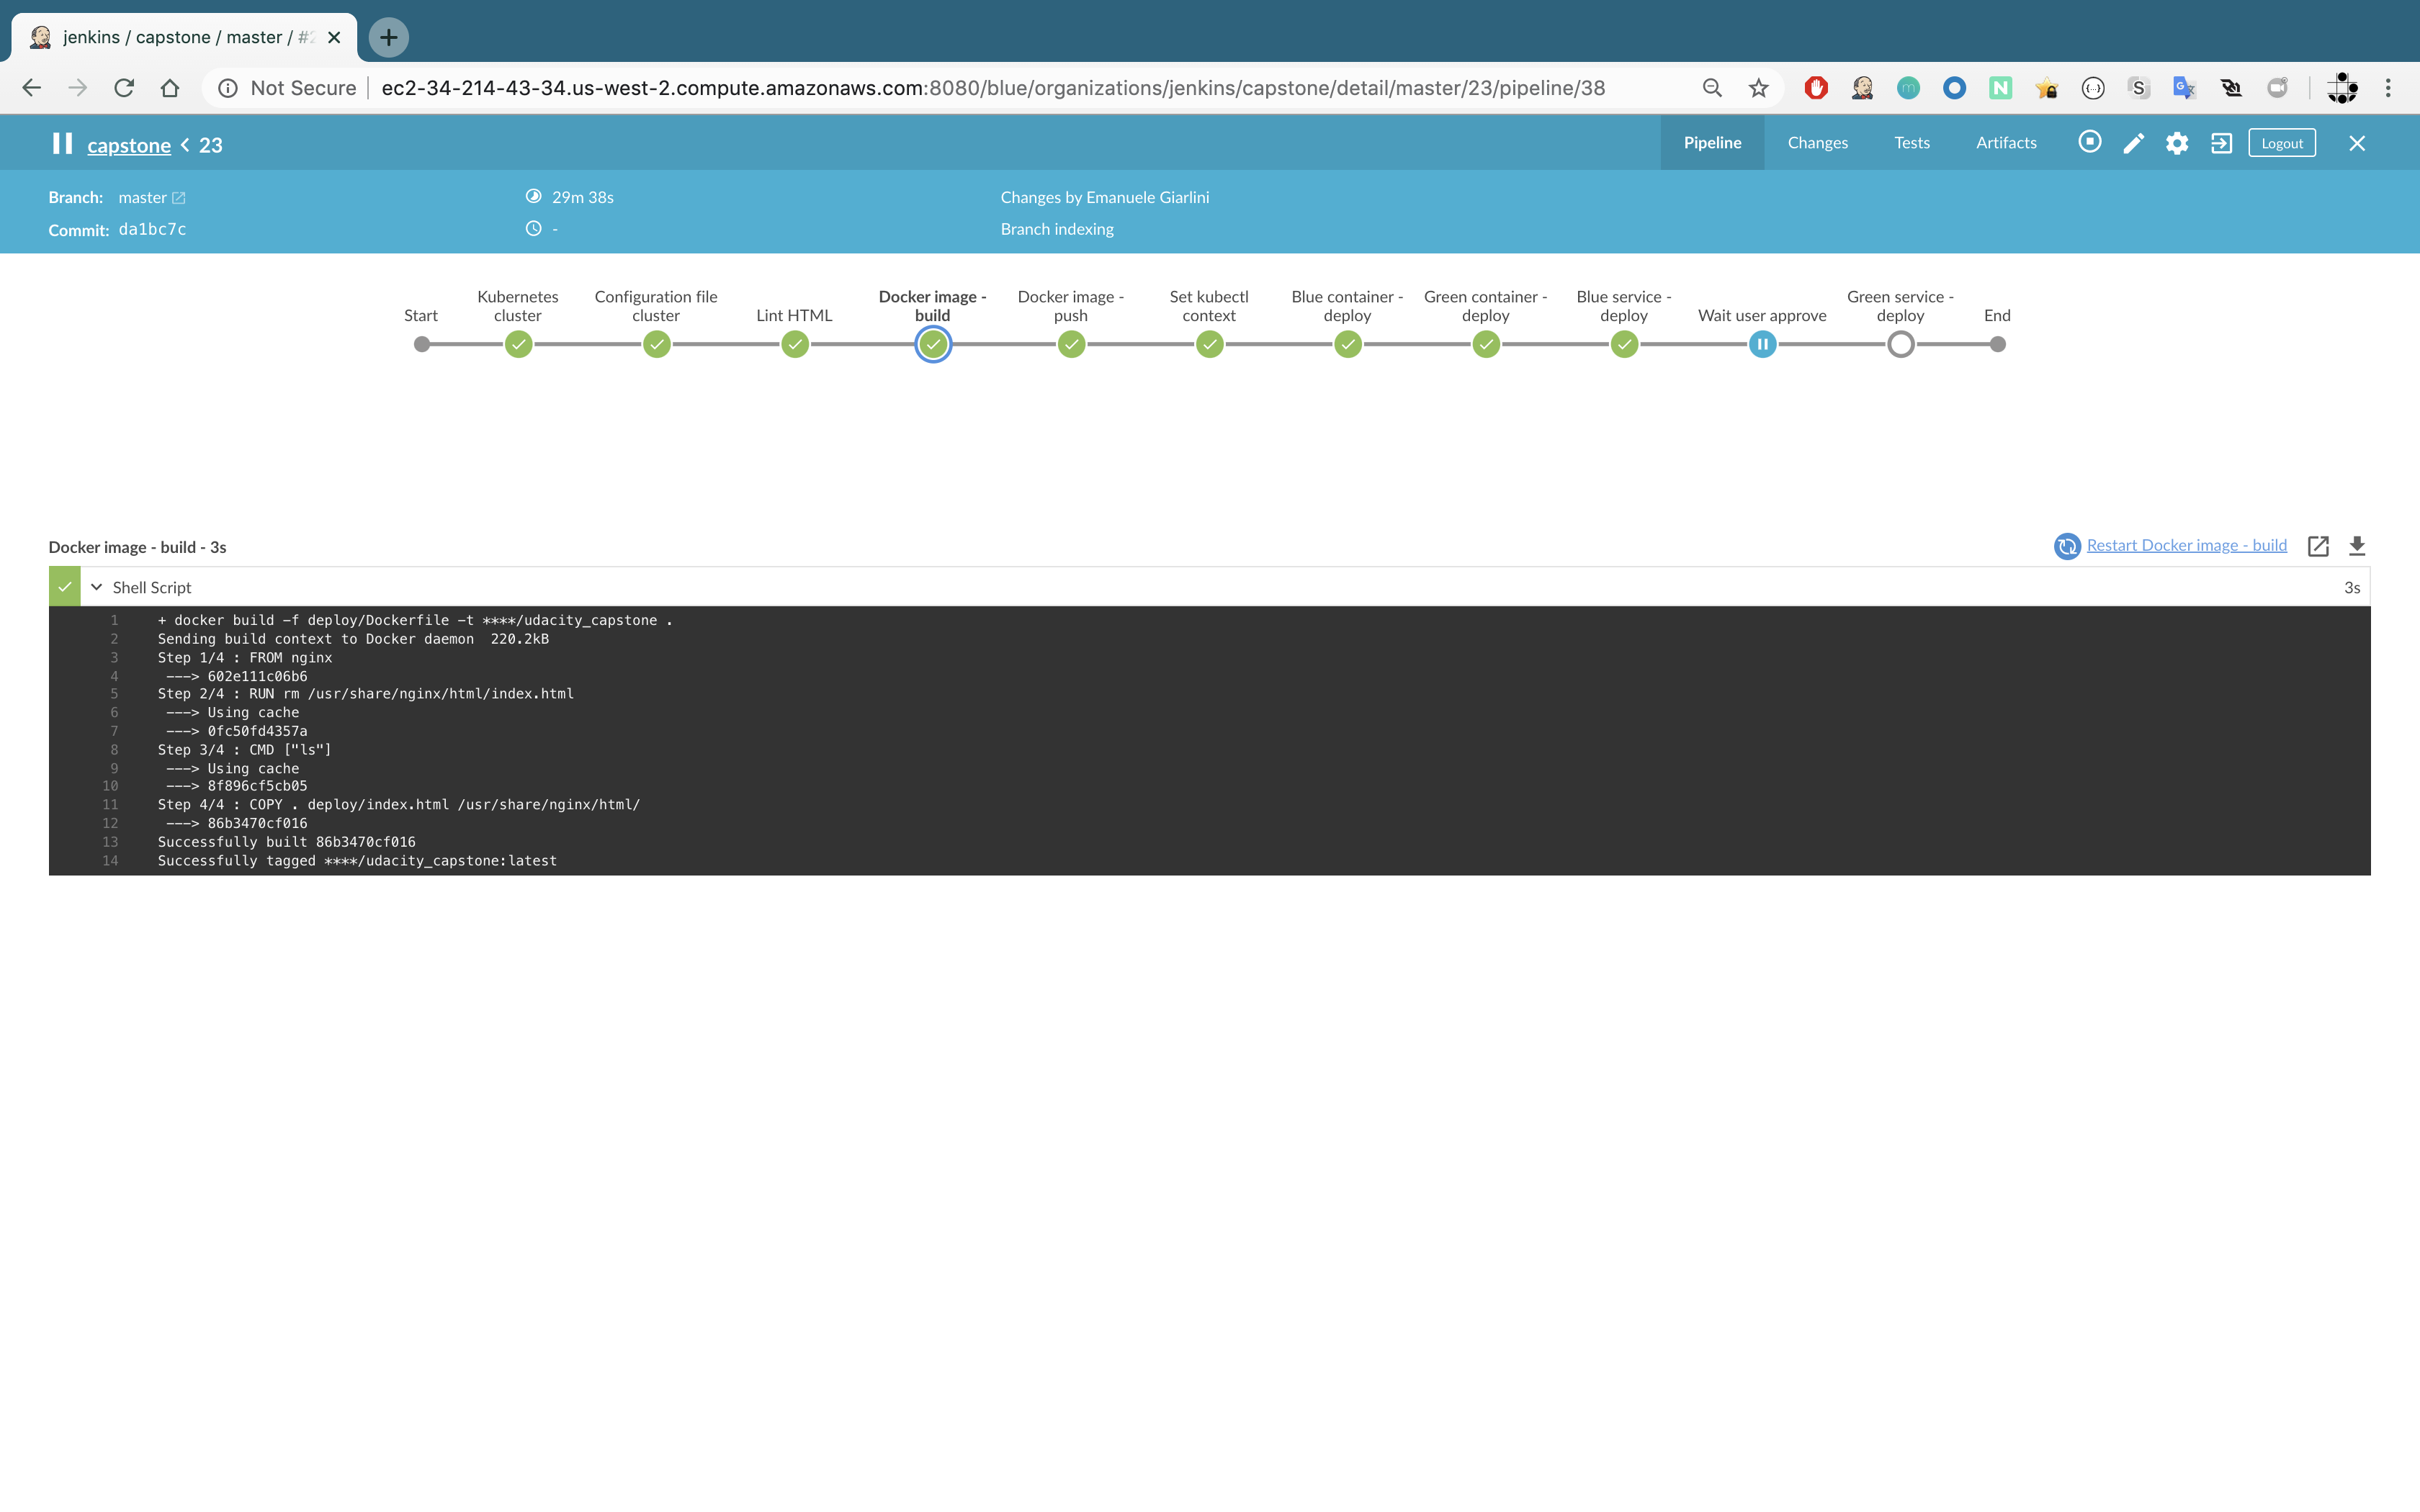 jenkins / capstone / master / #
Not Secure ec2-34-214-43-34.us-west-2.compute.amazonaws.com:8080/blue/organizations/jenkins/capstone/detail/master/23/pipeline/38
capstone < 23 Pipeline Changes Tests Artifacts Logout
Branch: master 29m 38s Changes by Emanuele Giarlini
Commit: da1bc7c - Branch indexing
Start
Kubernetes cluster
Configuration file cluster
Lint HTML
Docker image - build
Docker image - push
Set kubectl context
Blue container - deploy
Green container - deploy
Blue service - deploy
Wait user approve
Green service - deploy
End
Docker image - build - 3s Restart Docker image - build
Shell Script 3s
1 + docker build -f deploy/Dockerfile -t ****/udacity_capstone .
2 Sending build context to Docker daemon 220.2kB
3 Step 1/4 : FROM nginx
4 ---> 602e111c06b6
5 Step 2/4 : RUN rm /usr/share/nginx/html/index.html
6 ---> Using cache
7 ---> 0fc50fd4357a
8 Step 3/4 : CMD ["ls"]
9 ---> Using cache
10 ---> 8f896cf5cb05
11 Step 4/4 : COPY . deploy/index.html /usr/share/nginx/html/
12 ---> 86b3470cf016
13 Successfully built 86b3470cf016
14 Successfully tagged ****/udacity_capstone:latest